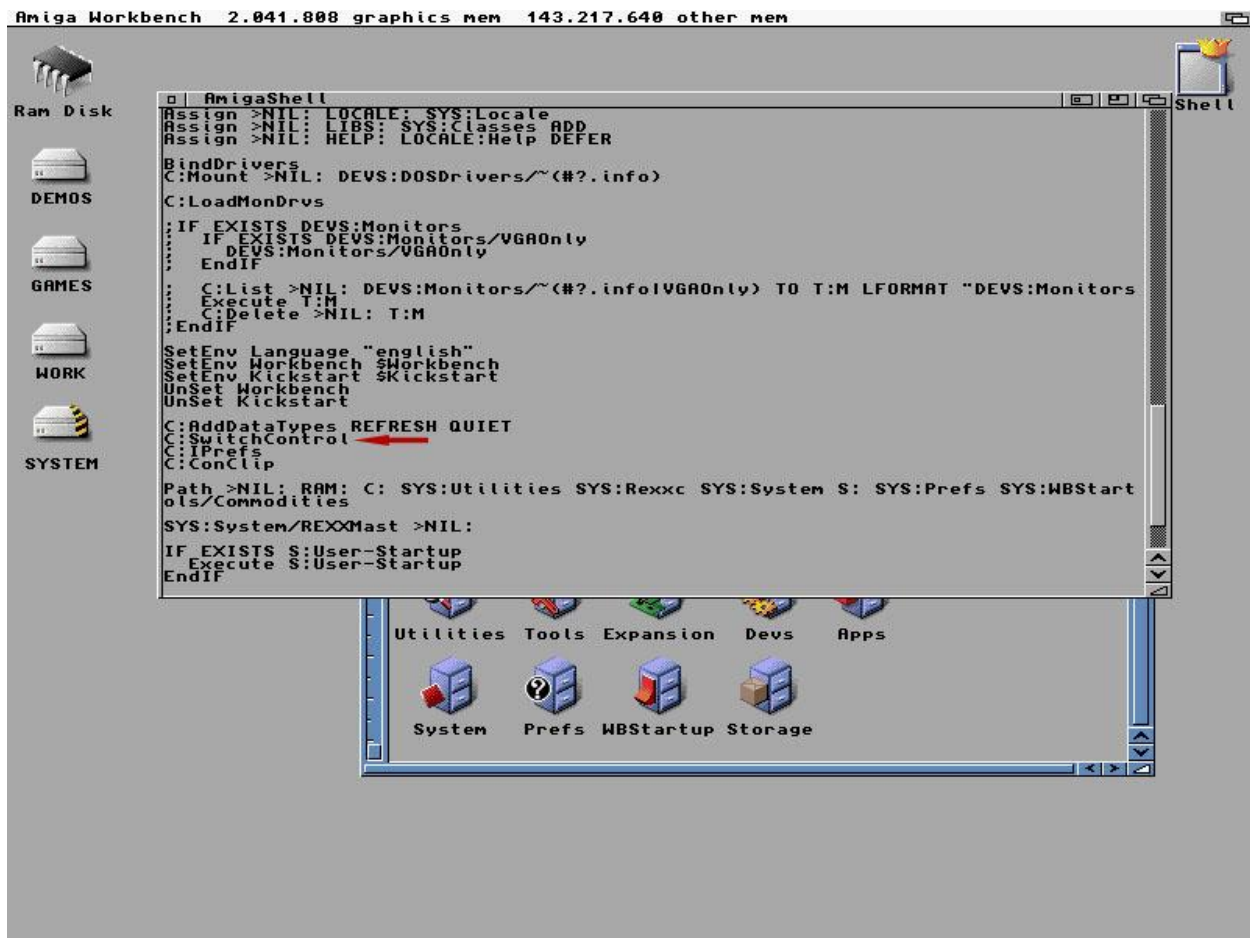 Amiga Workbench 2.041.808 graphics mem 143.217.640 other mem
Ram Disk
DEMOS
GAMES
WORK
SYSTEM
Shell
AmigaShell
Assign >NIL: LOCALE: SYS:Locale
Assign >NIL: LIBS: SYS:Classes ADD
Assign >NIL: HELP: LOCALE:Help DEFER
BindDrivers
C:Mount >NIL: DEVS:DOSDrivers/~(#?.info)
C:LoadMonDrvs
;IF EXISTS DEVS:Monitors
;  IF EXISTS DEVS:Monitors/VGAOnly
;    DEVS:Monitors/VGAOnly
;  EndIF
;  C:List >NIL: DEVS:Monitors/~(#?.info|VGAOnly) TO T:M LFORMAT "DEVS:Monitors
;  Execute T:M
;  C:Delete >NIL: T:M
;EndIF
SetEnv Language "english"
SetEnv Workbench $Workbench
SetEnv Kickstart $Kickstart
UnSet Workbench
UnSet Kickstart
C:AddDataTypes REFRESH QUIET
C:SwitchControl
C:IPrefs
C:ConClip
Path >NIL: RAM: C: SYS:Utilities SYS:Rexxc SYS:System S: SYS:Prefs SYS:WBStart
ols/Commodities
SYS:System/REXXMast >NIL:
IF EXISTS S:User-Startup
  Execute S:User-Startup
EndIF
Utilities Tools Expansion Devs Apps
System Prefs WBStartup Storage